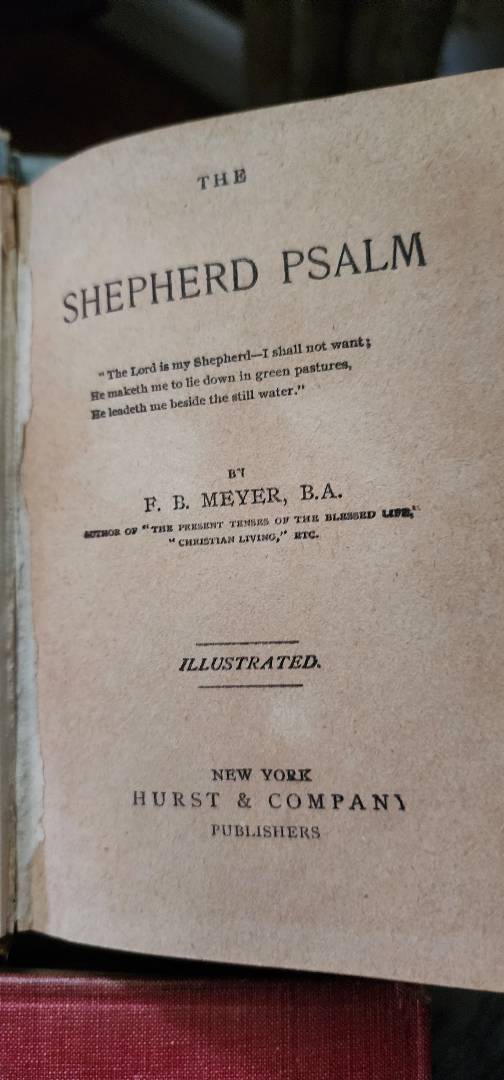 THE
SHEPHERD PSALM
"The Lord is my Shepherd—I shall not want;
He maketh me to lie down in green pastures,
He leadeth me beside the still water."
BY
F. B. MEYER, B.A.
AUTHOR OF "THE PRESENT TENSES OF THE BLESSED LIFE,"
"CHRISTIAN LIVING," ETC.
ILLUSTRATED.
NEW YORK
HURST & COMPANY
PUBLISHERS